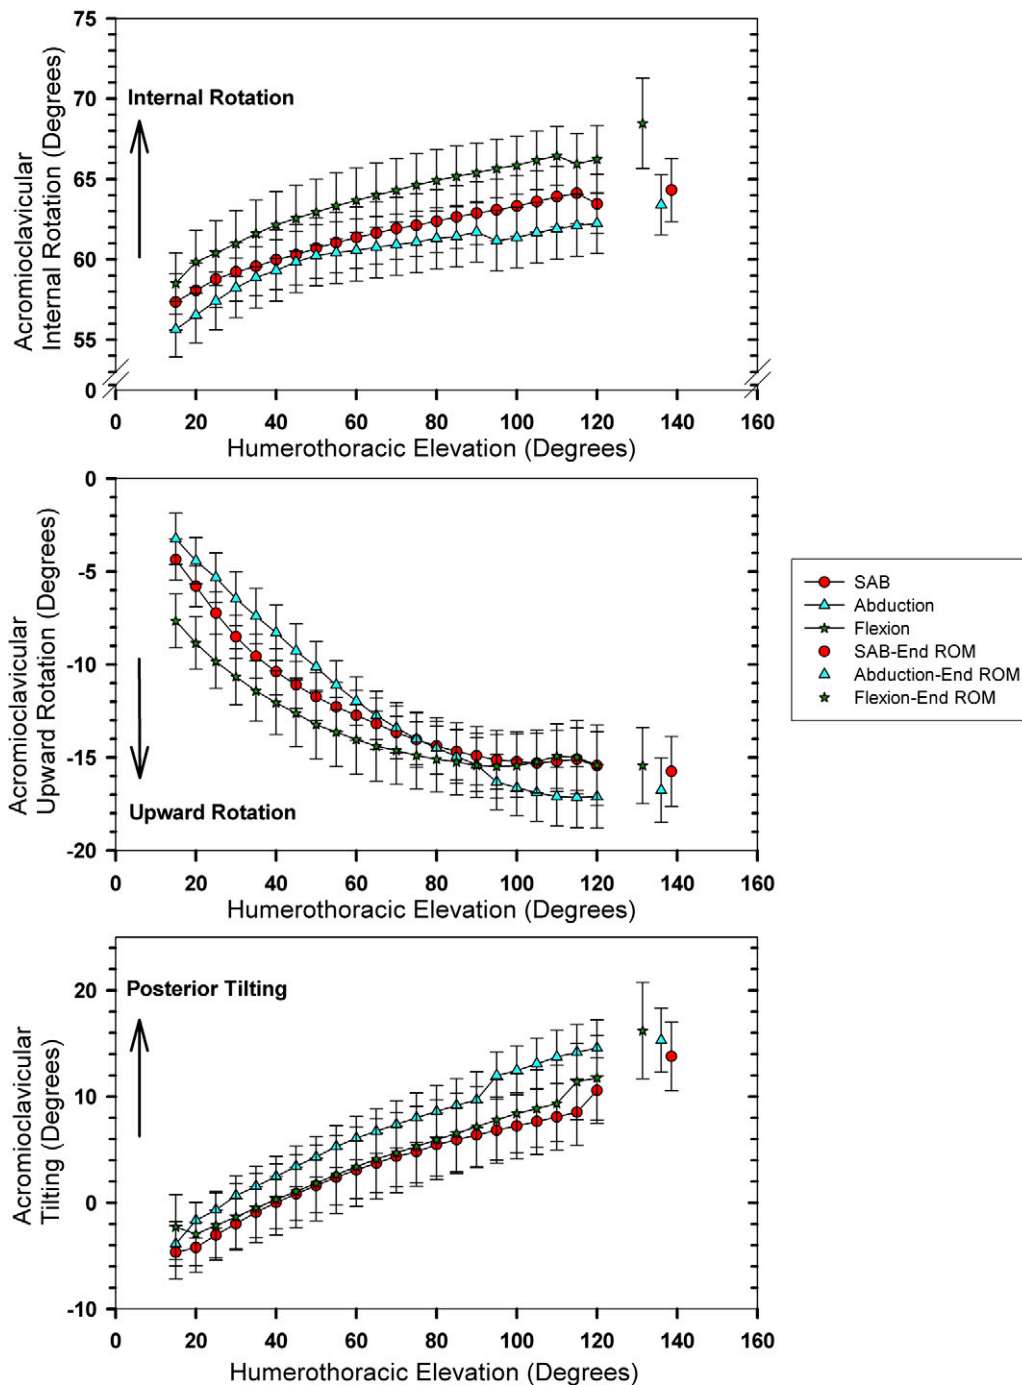 75
70
65
60
55
0
Internal Rotation
Acromioclavicular
Internal Rotation (Degrees)
0 20 40 60 80 100 120 140 160
Humerothoracic Elevation (Degrees)
0
-5
-10
-15
-20
Acromioclavicular
Upward Rotation (Degrees)
Upward Rotation
0 20 40 60 80 100 120 140 160
Humerothoracic Elevation (Degrees)
SAB
Abduction
Flexion
SAB-End ROM
Abduction-End ROM
Flexion-End ROM
20
10
0
-10
Posterior Tilting
Acromioclavicular
Tilting (Degrees)
0 20 40 60 80 100 120 140 160
Humerothoracic Elevation (Degrees)